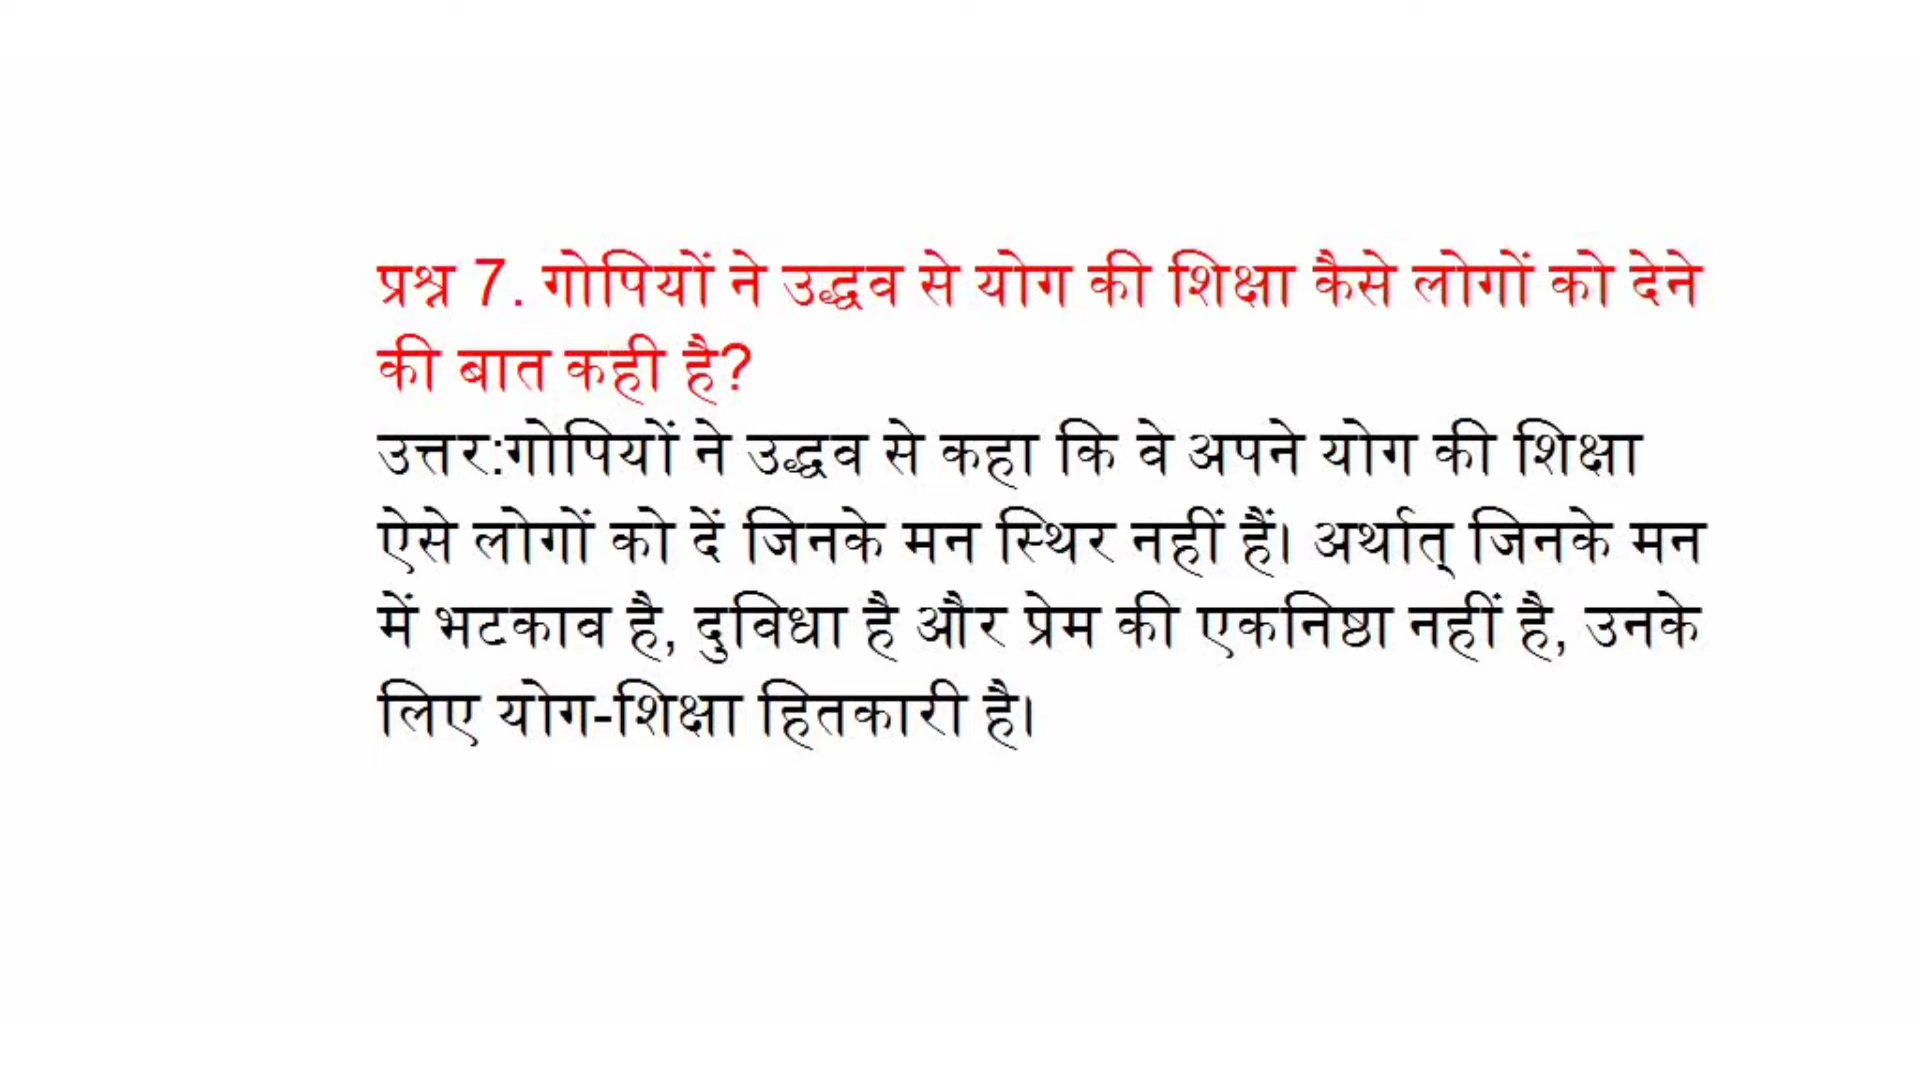 प्रश्न 7. गोपियों ने उद्धव से योग की शिक्षा कैसे लोगों को देने
की बात कही है?
उत्तर:गोपियों ने उद्धव से कहा कि वे अपने योग की शिक्षा
ऐसे लोगों को दें जिनके मन स्थिर नहीं हैं। अर्थात् जिनके मन
में भटकाव है, दुविधा है और प्रेम की एकनिष्ठा नहीं है, उनके
लिए योग-शिक्षा हितकारी है।